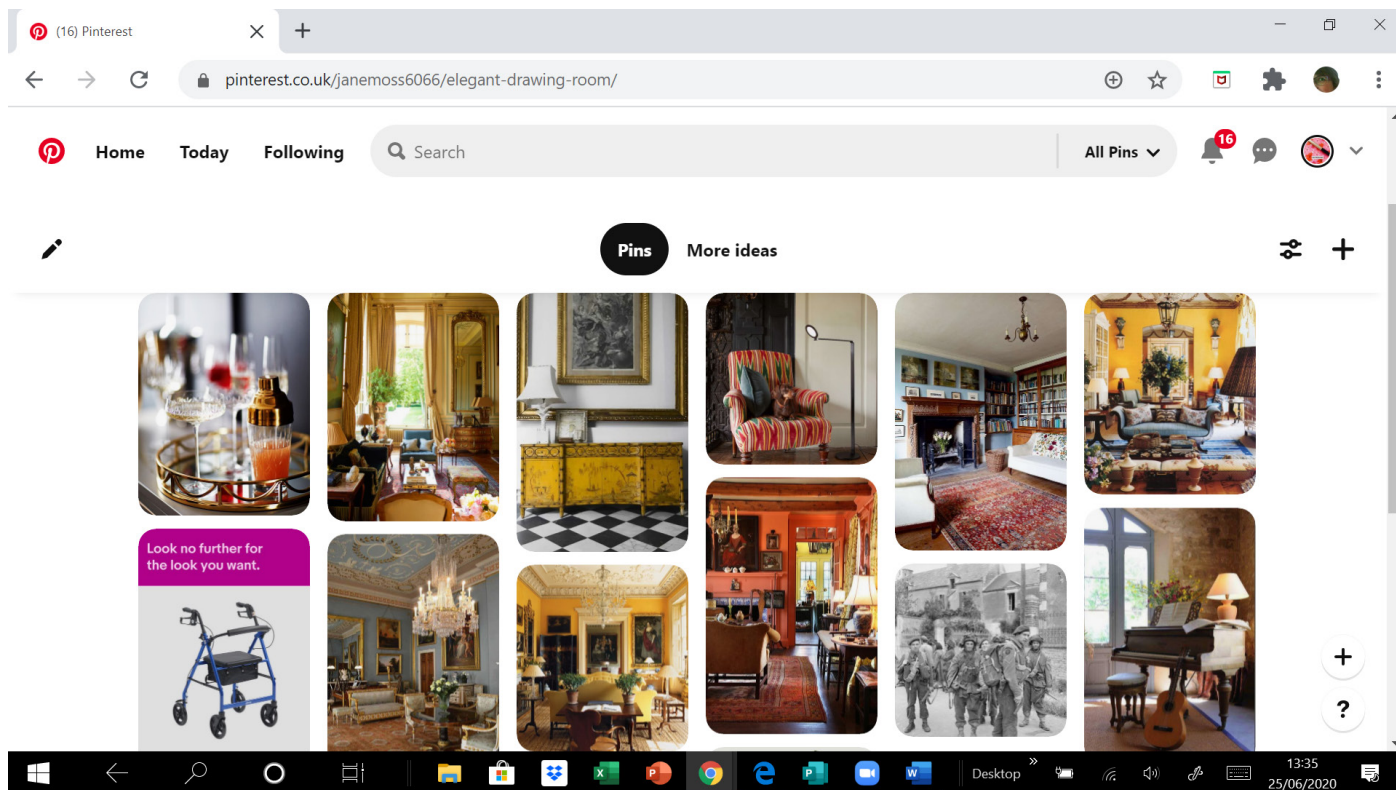 (16) Pinterest
pinterest.co.uk/janemoss6066/elegant-drawing-room/
Home Today Following Search All Pins 16
Pins More ideas
Look no further for
the look you want.
?
Desktop
13:35
25/06/2020